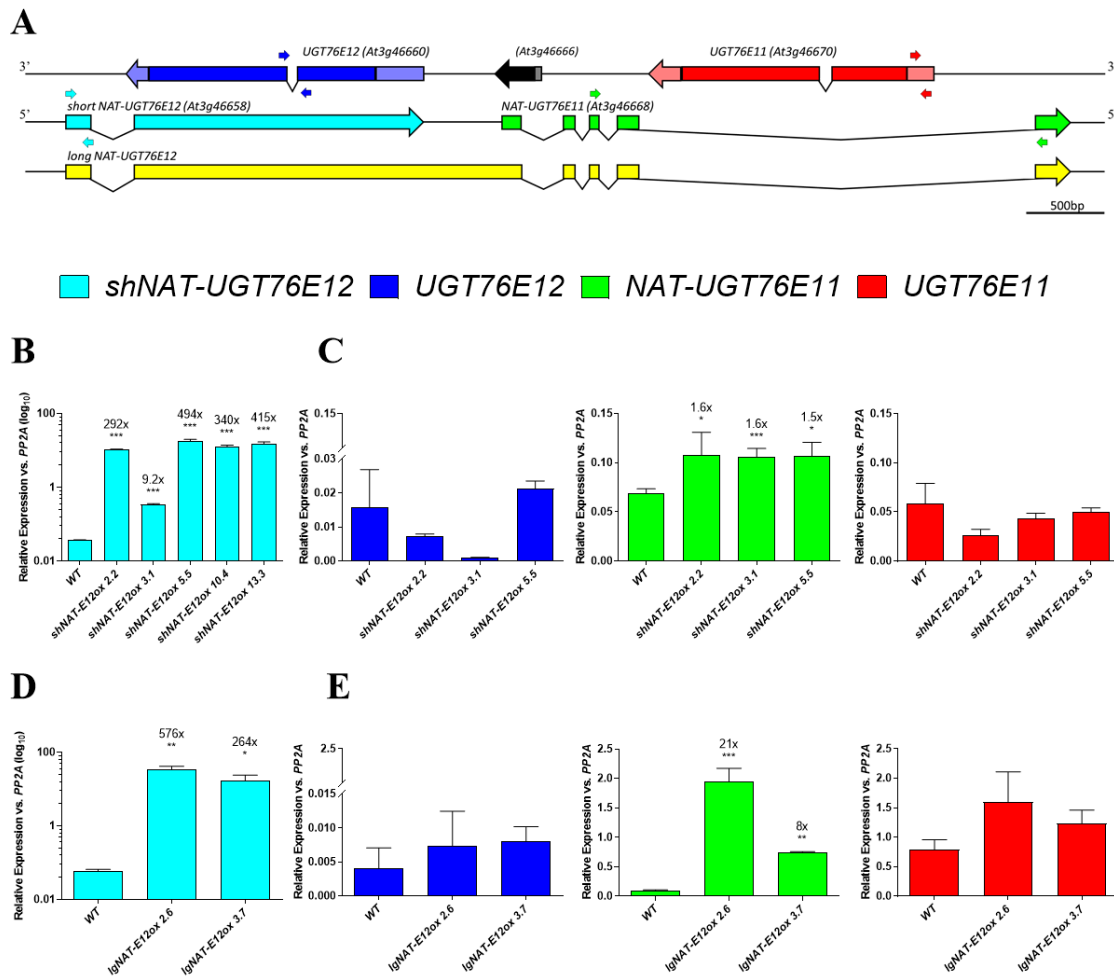 A
UGT76E12 (At3g46660)
(At3g46666)
UGT76E11 (At3g46670)
3’
3’
short NAT-UGT76E12 (At3g46658)
NAT-UGT76E11 (At3g46668)
5’
5’
long NAT-UGT76E12
500bp
shNAT-UGT76E12
UGT76E12
NAT-UGT76E11
UGT76E11
B
Relative Expression vs. PP2A (log10)
100
1
0.01
292x
***
9.2x
***
494x
***
340x
***
415x
***
WT
shNAT-E12ox 2.2
shNAT-E12ox 3.1
shNAT-E12ox 5.5
shNAT-E12ox 10.4
shNAT-E12ox 13.3
C
Relative Expression vs. PP2A
0.15
0.03
0.02
0.01
0.00
WT
shNAT-E12ox 2.2
shNAT-E12ox 3.1
shNAT-E12ox 5.5
Relative Expression vs. PP2A
0.15
0.10
0.05
0.00
1.6x
*
1.6x
***
1.5x
*
WT
shNAT-E12ox 2.2
shNAT-E12ox 3.1
shNAT-E12ox 5.5
Relative Expression vs. PP2A
0.15
0.10
0.05
0.00
WT
shNAT-E12ox 2.2
shNAT-E12ox 3.1
shNAT-E12ox 5.5
D
Relative Expression vs. PP2A (log10)
100
1
0.01
576x
**
264x
*
WT
lgNAT-E12ox 2.6
lgNAT-E12ox 3.7
E
Relative Expression vs. PP2A
2.5
0.015
0.010
0.005
0.000
WT
lgNAT-E12ox 2.6
lgNAT-E12ox 3.7
Relative Expression vs. PP2A
2.5
2.0
1.5
1.0
0.5
0.0
21x
***
8x
**
WT
lgNAT-E12ox 2.6
lgNAT-E12ox 3.7
Relative Expression vs. PP2A
2.5
2.0
1.5
1.0
0.5
0.0
WT
lgNAT-E12ox 2.6
lgNAT-E12ox 3.7